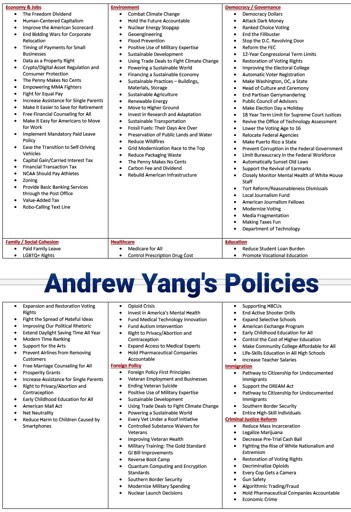 Economy & Jobs
The Freedom Dividend
Human-Centered Capitalism
Improve the American Scorecard
End Bidding Wars for Corporate
Relocation
Timing of Payments for Small
Businesses
Data as a Property Right
Crypto/Digital Asset Regulation and
Consumer Protection
The Penny Makes No Cents
Empowering MMA Fighters
Fight for Equal Pay
Increase Assistance for Single Parents
Make it Easier to Save for Retirement
Free Financial Counseling for All
Make It Easy for Americans to Move
for Work
Implement Mandatory Paid Leave
Policy
Ease the Transition to Self-Driving
Vehicles
Capital Gain/Carried Interest Tax
Financial Transaction Tax
NCAA Should Pay Athletes
Zoning
Provide Basic Banking Services
through the Post Office
Value-Added Tax
Robo-Calling Text Line
Environment
Combat Climate Change
Hold the Future Accountable
Nuclear Energy Stopgap
Geoengineering
Flood Prevention
Positive Use of Military Expertise
Sustainable Development
Using Trade Deals to Fight Climate Change
Powering a Sustainable World
Financing a Sustainable Economy
Sustainable Practices – Buildings,
Materials, Storage
Sustainable Agriculture
Renewable Energy
Move to Higher Ground
Invest in Research and Adaptation
Sustainable Transportation
Fossil Fuels: Their Days Are Over
Preservation of Public Lands and Water
Reduce Wildfires
Grid Modernization Race to the Top
Reduce Packaging Waste
The Penny Makes No Cents
Carbon Fee and Dividend
Rebuild American Infrastructure
Democracy / Governance
Democracy Dollars
Attack Dark Money
Ranked Choice Voting
End the Filibuster
Stop the D.C. Revolving Door
Reform the FEC
12-Year Congressional Term Limits
Restoration of Voting Rights
Improving the Electoral College
Automatic Voter Registration
Make Washington, DC, a State
Head of Culture and Ceremony
End Partisan Gerrymandering
Public Council of Advisors
Make Election Day a Holiday
18 Year Term Limit for Supreme Court Justices
Revive the Office of Technology Assessment
Lower the Voting Age to 16
Relocate Federal Agencies
Make Puerto Rico a State
Prevent Corruption in the Federal Government
Limit Bureaucracy in the Federal Workforce
Automatically Sunset Old Laws
Support the Revival of Earmarks
Closely Monitor Mental Health of White House
Staff
Tort Reform/Reasonableness Dismissals
Local Journalism Fund
American Journalism Fellows
Modernize Voting
Media Fragmentation
Making Taxes Fun
Department of Technology
Family / Social Cohesion
Paid Family Leave
LGBTQ+ Rights
Healthcare
Medicare for All
Control Prescription Drug Cost
Education
Reduce Student Loan Burden
Promote Vocational Education
Andrew Yang's Policies
Expansion and Restoration Voting
Rights
Fight the Spread of Hateful Ideas
Improving Our Political Rhetoric
Extend Daylight Saving Time All Year
Modern Time Banking
Support for the Arts
Prevent Airlines from Removing
Customers
Free Marriage Counseling for All
Prosperity Grants
Increase Assistance for Single Parents
Right to Privacy/Abortion and
Contraception
Early Childhood Education for All
American Mall Act
Net Neutrality
Reduce Harm to Children Caused by
Smartphones
Opioid Crisis
Invest in America's Mental Health
Fund Medical Technology Innovation
Fund Autism Intervention
Right to Privacy/Abortion and
Contraception
Expand Access to Medical Experts
Hold Pharmaceutical Companies
Accountable
Foreign Policy
Foreign Policy First Principles
Veteran Employment and Businesses
Ending Veteran Suicide
Positive Use of Military Expertise
Sustainable Development
Using Trade Deals to Fight Climate Change
Powering a Sustainable World
Every Vet Under a Roof Initiative
Controlled Substance Waivers for
Veterans
Improving Veteran Health
Military Training: The Gold Standard
GI Bill Improvements
Reverse Boot Camp
Quantum Computing and Encryption
Standards
Southern Border Security
Modernize Military Spending
Nuclear Launch Decisions
Supporting HBCUs
End Active Shooter Drills
Expand Selective Schools
American Exchange Program
Early Childhood Education for All
Control the Cost of Higher Education
Make Community College Affordable for All
Life-Skills Education in All High Schools
Increase Teacher Salaries
Immigration
Pathway to Citizenship for Undocumented
Immigrants
Support the DREAM Act
Pathway to Citizenship for Undocumented
Immigrants
Southern Border Security
Entice High-Skill Individuals
Criminal Justice Reform
Reduce Mass Incarceration
Legalize Marijuana
Decrease Pre-Trial Cash Ball
Fighting the Rise of White Nationalism and
Extremism
Restoration of Voting Rights
Decriminalize Opioids
Every Cop Gets a Camera
Gun Safety
Algorithmic Trading/Fraud
Hold Pharmaceutical Companies Accountable
Economic Crime